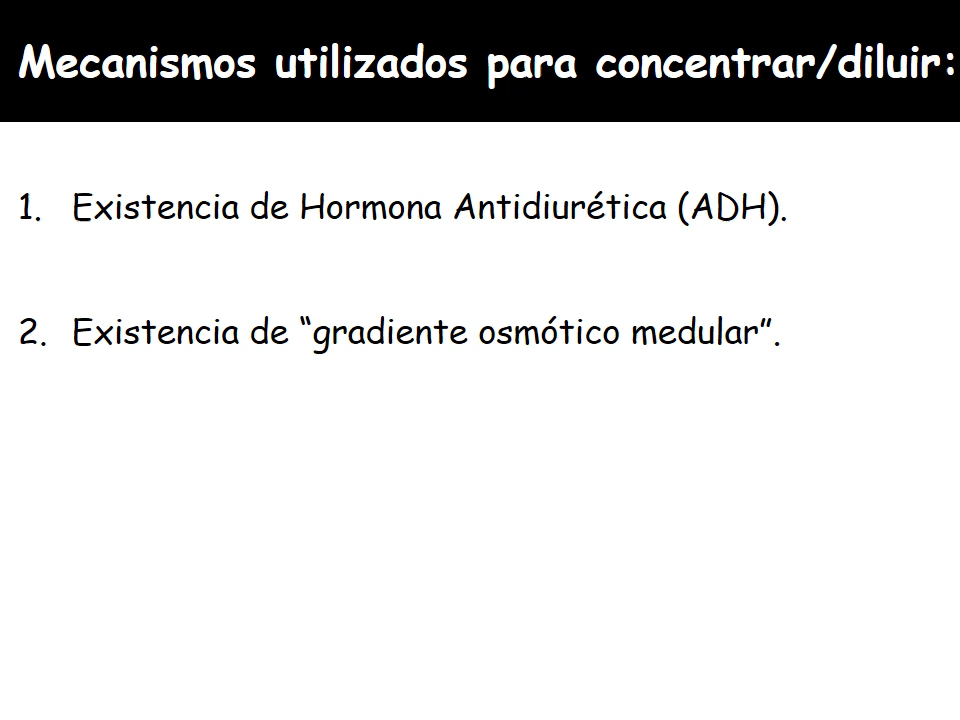 Mecanismos utilizados para concentrar/diluir:
1. Existencia de Hormona Antidiurética (ADH).
2. Existencia de “gradiente osmótico medular”.